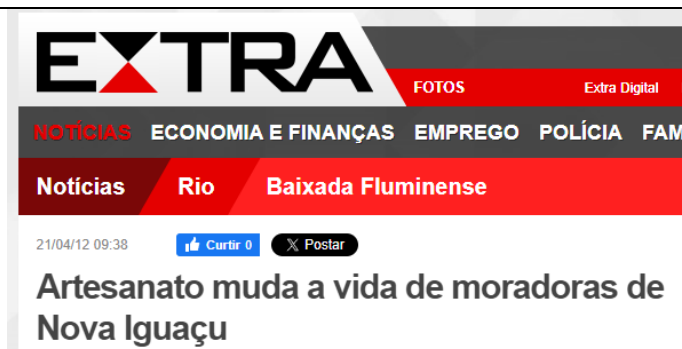 EXTRA
FOTOS Extra Digital
NOTÍCIAS ECONOMIA E FINANÇAS EMPREGO POLÍCIA FAM
Notícias Rio Baixada Fluminense
21/04/12 09:38 Curtir 0 X Postar
Artesanato muda a vida de moradoras de
Nova Iguaçu